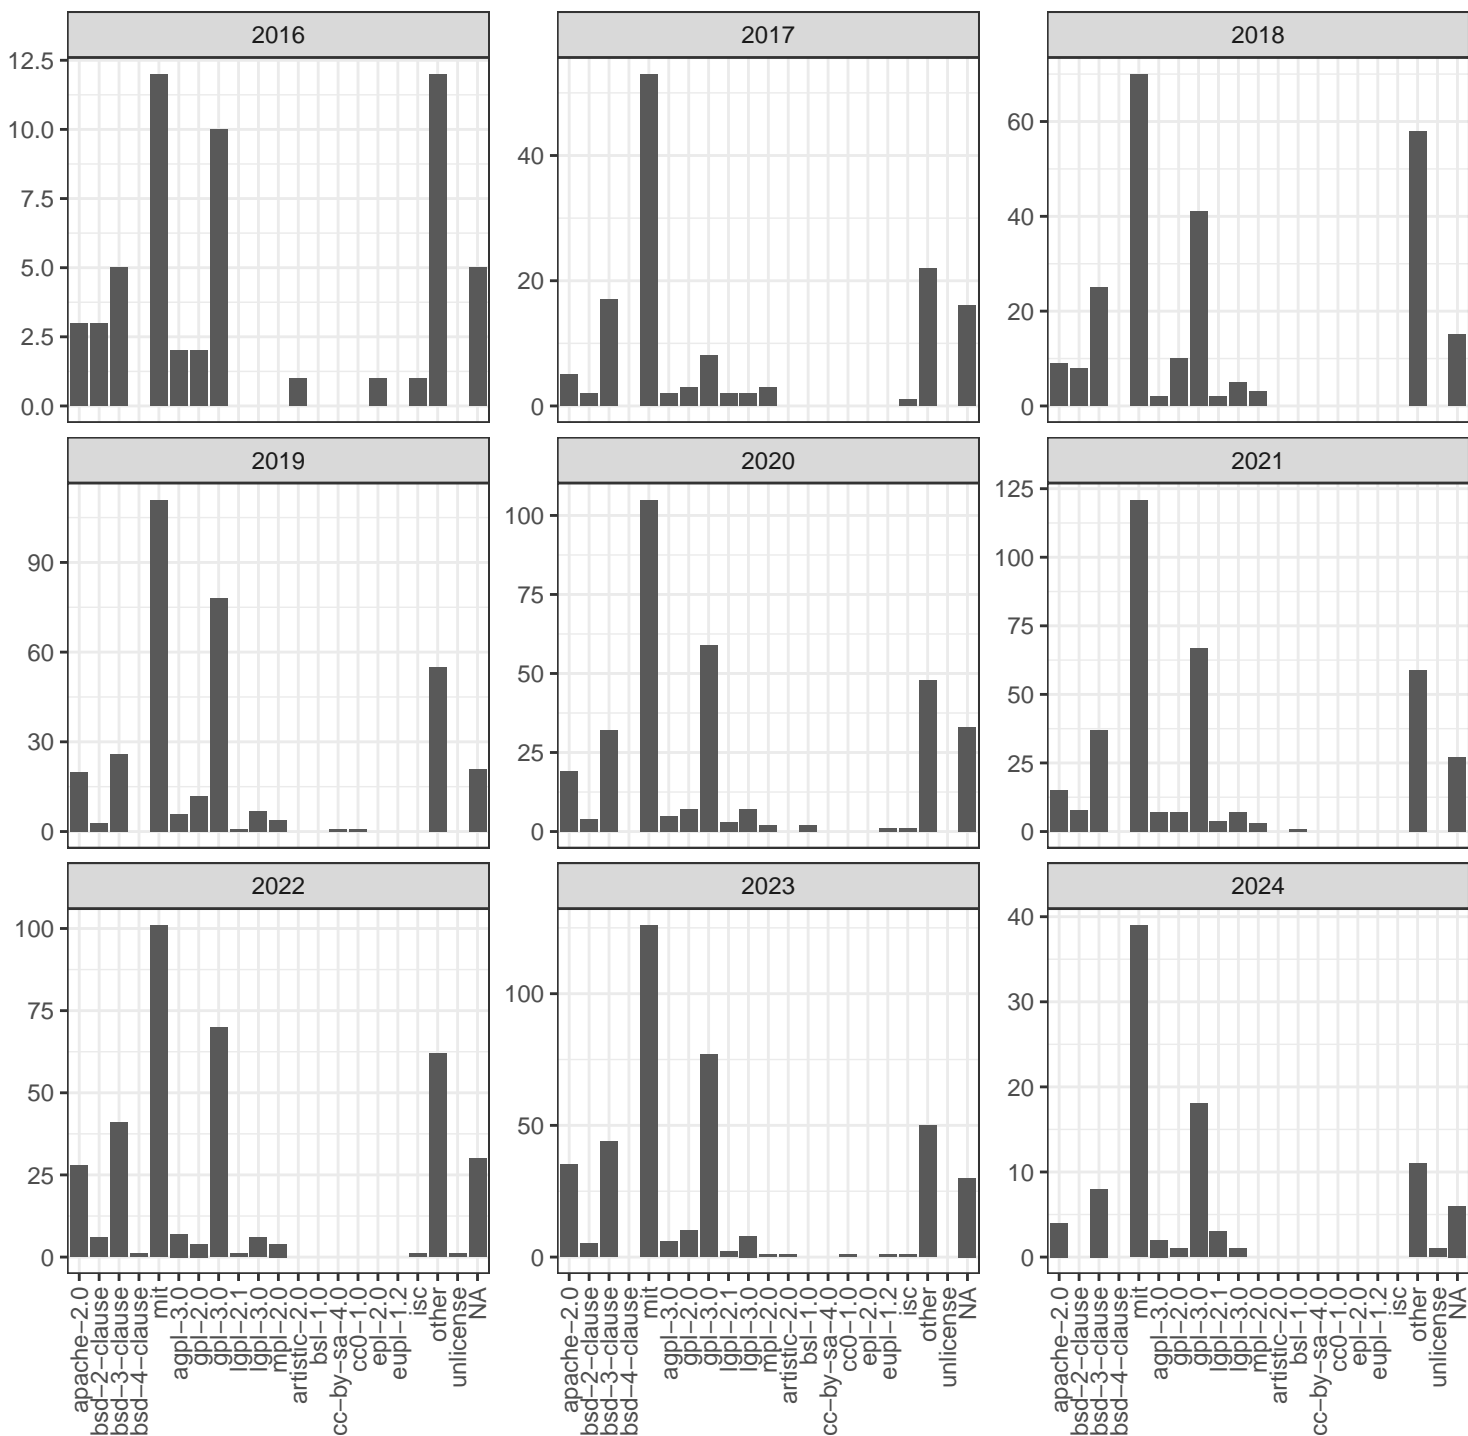 2016
2017
2018
12.5
10.0
7.5
5.0
2.5
0.0
40
20
0
60
40
20
0
2019
2020
2021
90
60
30
0
100
75
50
25
0
125
100
75
50
25
0
2022
2023
2024
100
75
50
25
0
100
50
0
40
30
20
10
0
apache−2.0
bsd−2−clause
bsd−3−clause
bsd−4−clause
mit
agpl−3.0
gpl−2.0
gpl−3.0
lgpl−2.1
lgpl−3.0
mpl−2.0
artistic−2.0
bsl−1.0
cc−by−sa−4.0
cc0−1.0
epl−2.0
eupl−1.2
isc
other
unlicense
NA
apache−2.0
bsd−2−clause
bsd−3−clause
bsd−4−clause
mit
agpl−3.0
gpl−2.0
gpl−3.0
lgpl−2.1
lgpl−3.0
mpl−2.0
artistic−2.0
bsl−1.0
cc−by−sa−4.0
cc0−1.0
epl−2.0
eupl−1.2
isc
other
unlicense
NA
apache−2.0
bsd−2−clause
bsd−3−clause
bsd−4−clause
mit
agpl−3.0
gpl−2.0
gpl−3.0
lgpl−2.1
lgpl−3.0
mpl−2.0
artistic−2.0
bsl−1.0
cc−by−sa−4.0
cc0−1.0
epl−2.0
eupl−1.2
isc
other
unlicense
NA